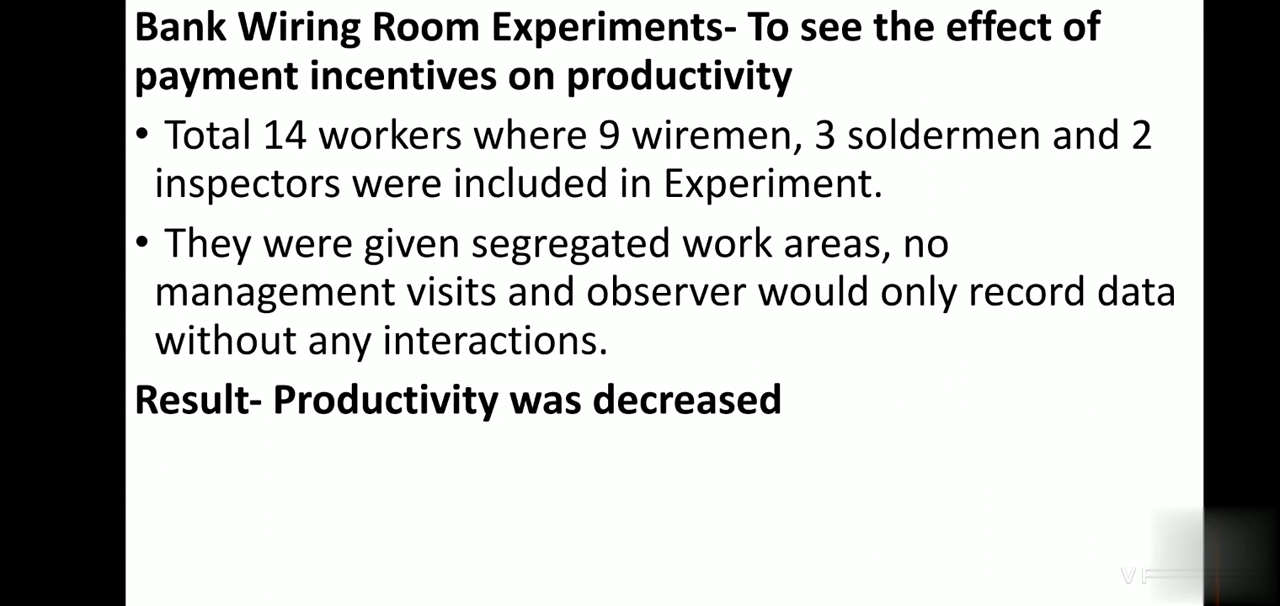 Bank Wiring Room Experiments- To see the effect of
payment incentives on productivity
• Total 14 workers where 9 wiremen, 3 soldermen and 2
inspectors were included in Experiment.
• They were given segregated work areas, no
management visits and observer would only record data
without any interactions.
Result- Productivity was decreased